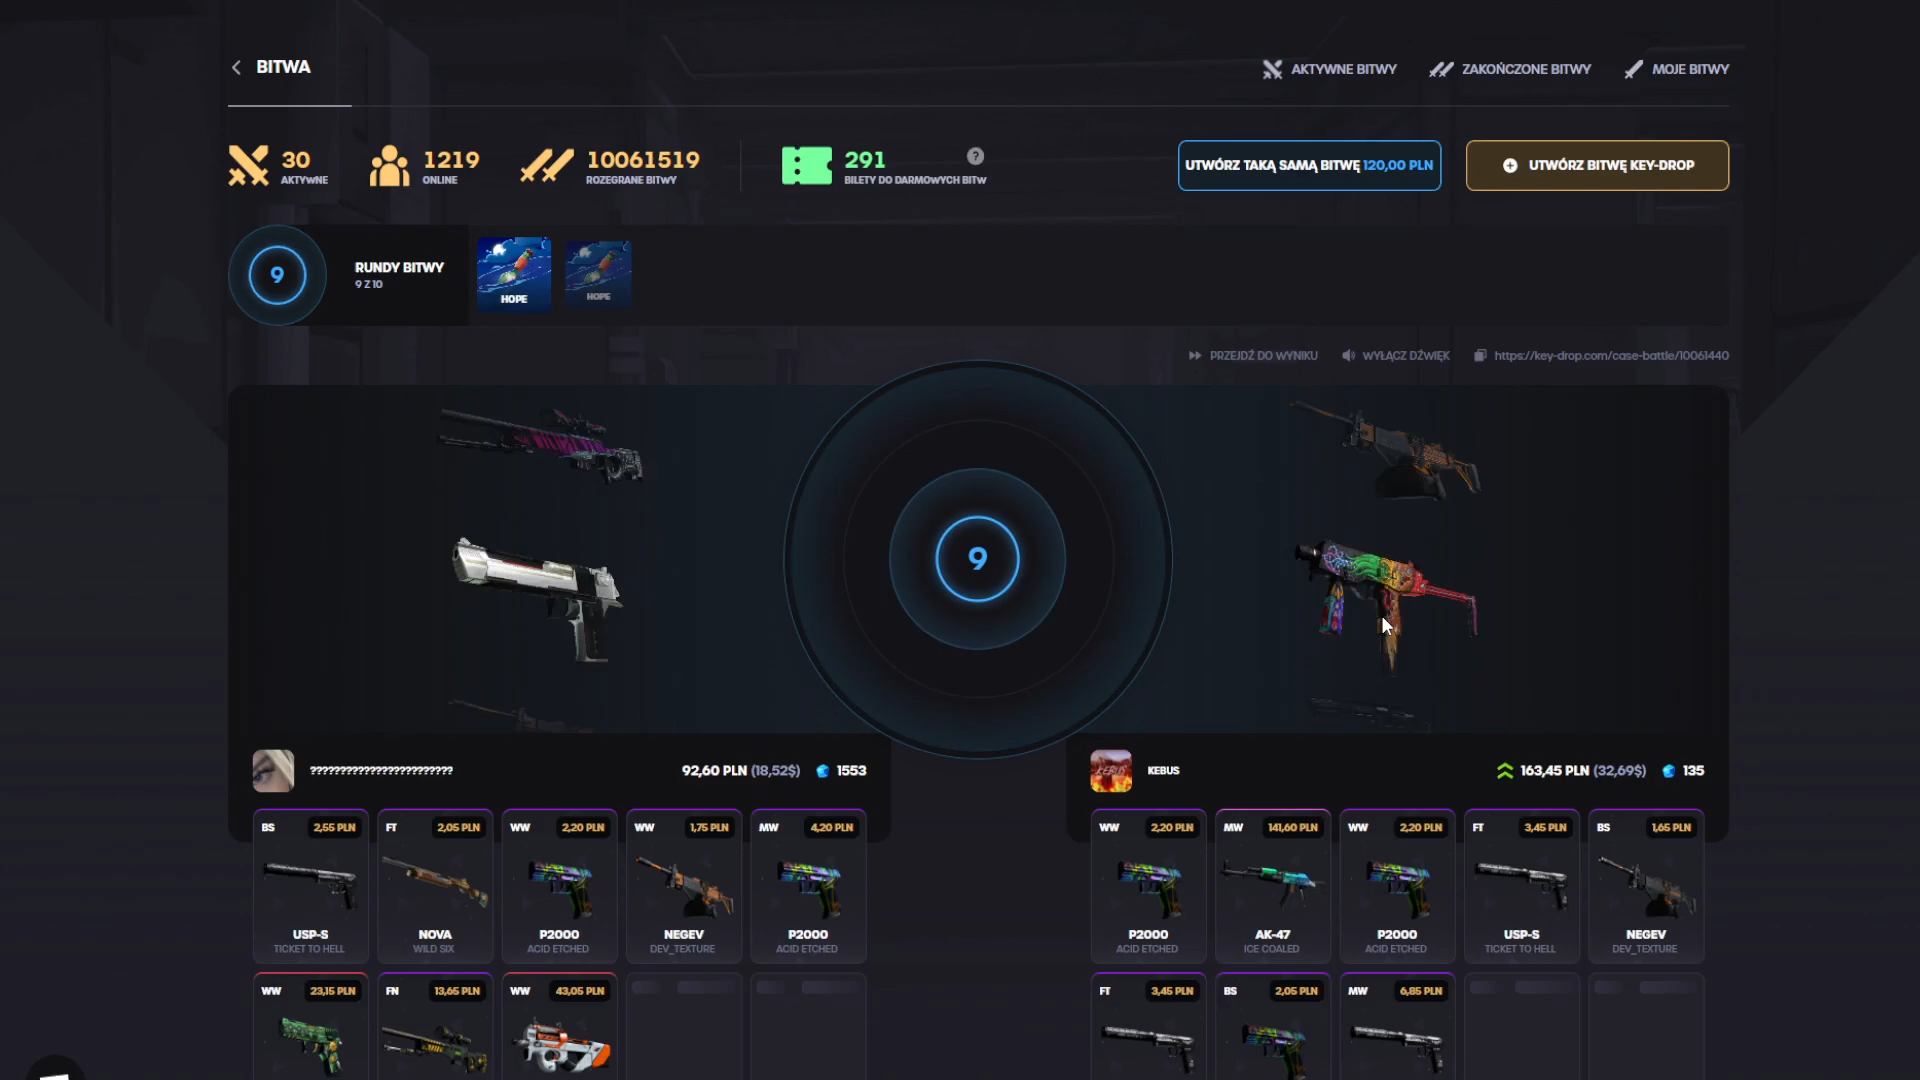 BITWA
AKTYWNE BITWY
ZAKOŃCZONE BITWY
MOJE BITWY
30
AKTYWNE
1219
ONLINE
10061519
ROZEGRANE BITWY
291
?
BILETY DO DARMOWYCH BITW
UTWÓRZ TAKĄ SAMĄ BITWĘ 120,00 PLN
UTWÓRZ BITWĘ KEY-DROP
9
RUNDY BITWY
9 Z 10
HOPE
HOPE
PRZEJDŹ DO WYNIKU
WYŁĄCZ DŹWIĘK
https://key-drop.com/case-battle/10061440
9
????????????????????????
92,60 PLN (18,52$)
1553
KEBUS
KEBUS
163,45 PLN (32,69$)
135
BS 2,55 PLN
USP-S
TICKET TO HELL
FT 2,05 PLN
NOVA
WILD SIX
WW 2,20 PLN
P2000
ACID ETCHED
WW 1,75 PLN
NEGEV
DEV_TEXTURE
MW 4,20 PLN
P2000
ACID ETCHED
WW 2,20 PLN
P2000
ACID ETCHED
MW 141,60 PLN
AK-47
ICE COALED
WW 2,20 PLN
P2000
ACID ETCHED
FT 3,45 PLN
USP-S
TICKET TO HELL
BS 1,65 PLN
NEGEV
DEV_TEXTURE
WW 23,15 PLN
FN 13,65 PLN
WW 43,05 PLN
FT 3,45 PLN
BS 2,05 PLN
MW 6,85 PLN